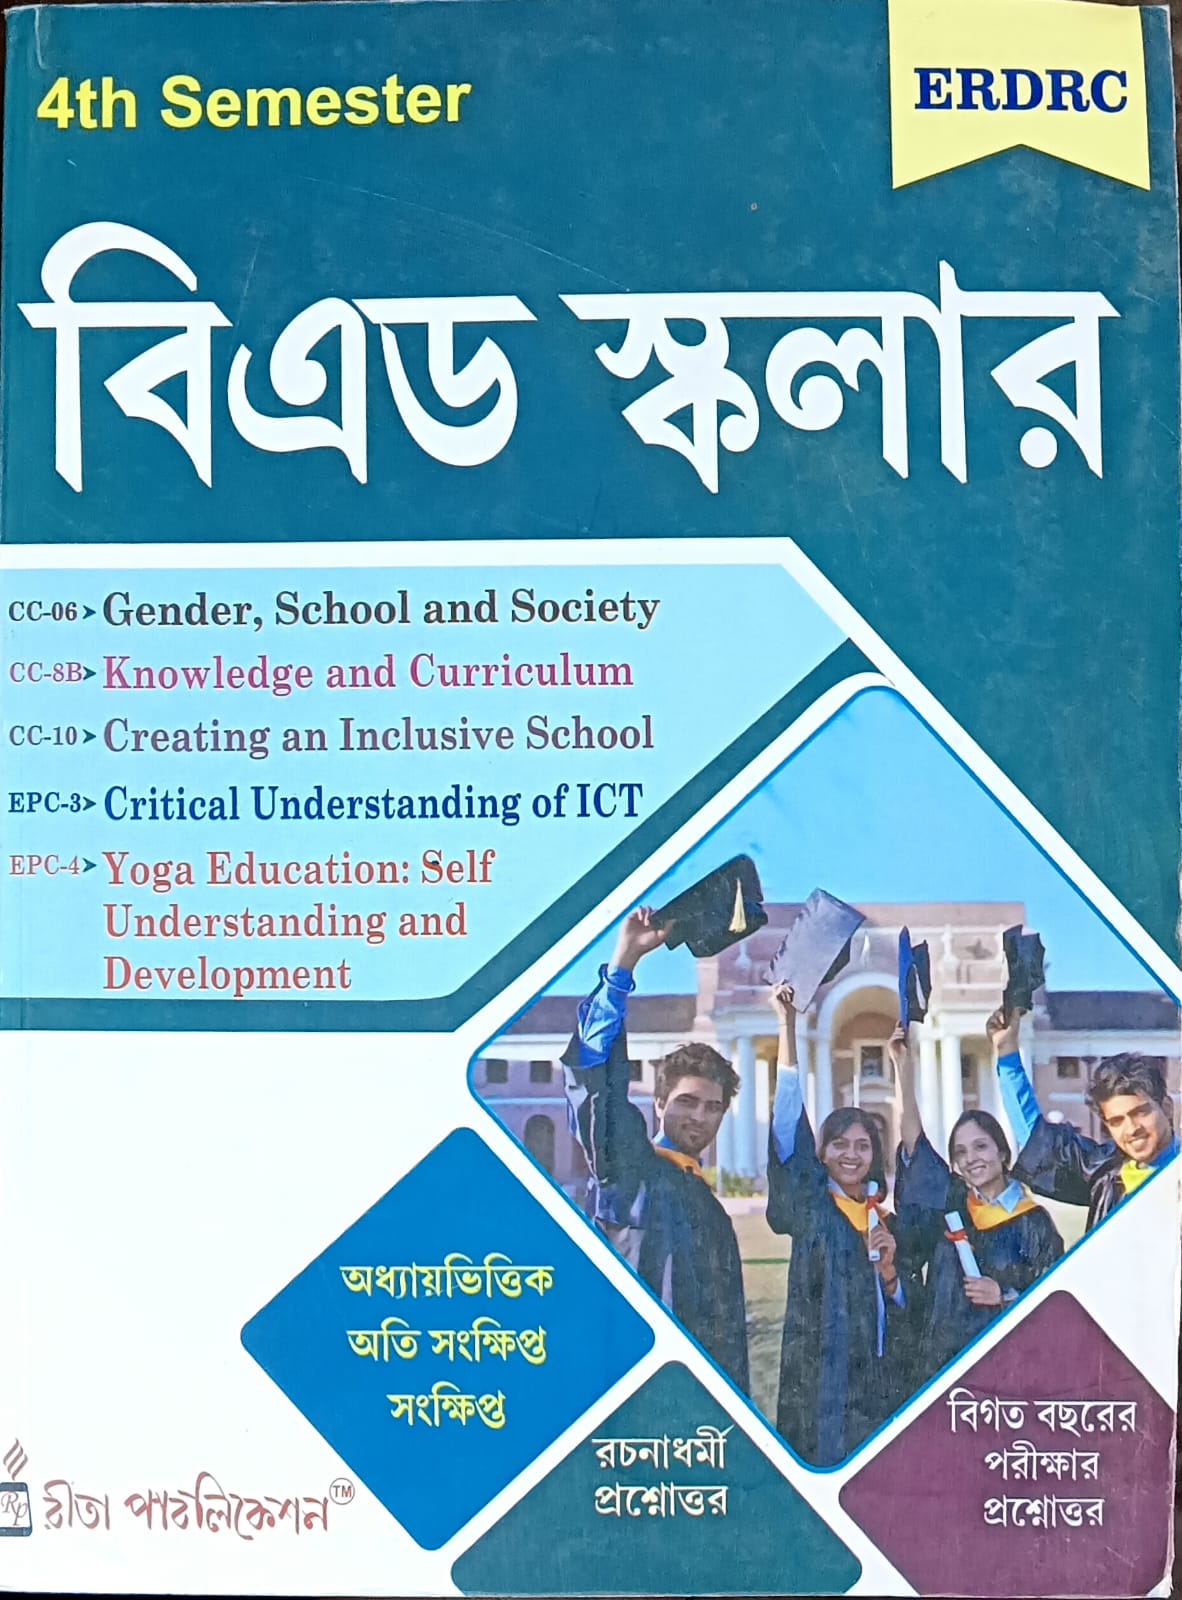 4th Semester
ERDRC
বিএড স্কলার
CC-06> Gender, School and Society
CC-8B> Knowledge and Curriculum
CC-10> Creating an Inclusive School
EPC-3> Critical Understanding of ICT
EPC-4> Yoga Education: Self
Understanding and
Development
অধ্যায়ভিত্তিক
অতি সংক্ষিপ্ত
সংক্ষিপ্ত
রচনাধর্মী
প্রশ্নোত্তর
বিগত বছরের
পরীক্ষার
প্রশ্নোত্তর
Rp রীতা পাবলিকেশন TM